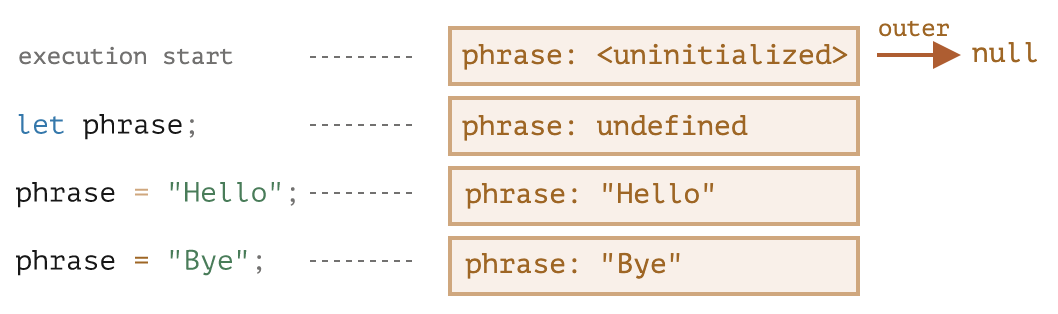 execution start phrase: <uninitialized> outer null
let phrase; phrase: undefined
phrase = "Hello"; phrase: "Hello"
phrase = "Bye"; phrase: "Bye"